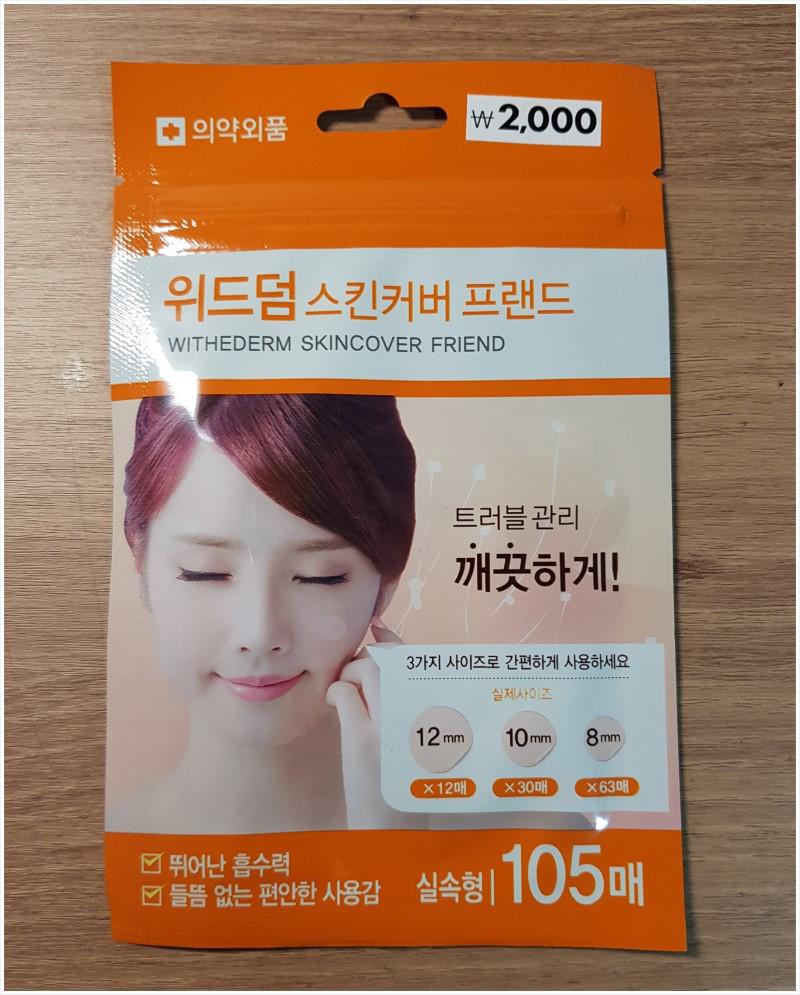 의약외품
₩2,000
위드덤 스킨커버 프랜드
WITHEDERM SKINCOVER FRIEND
트러블 관리
깨끗하게!
3가지 사이즈로 간편하게 사용하세요
실제사이즈
12mm 10mm 8mm
×12매 ×30매 ×63매
뛰어난 흡수력
들뜸 없는 편안한 사용감
실속형 | 105매